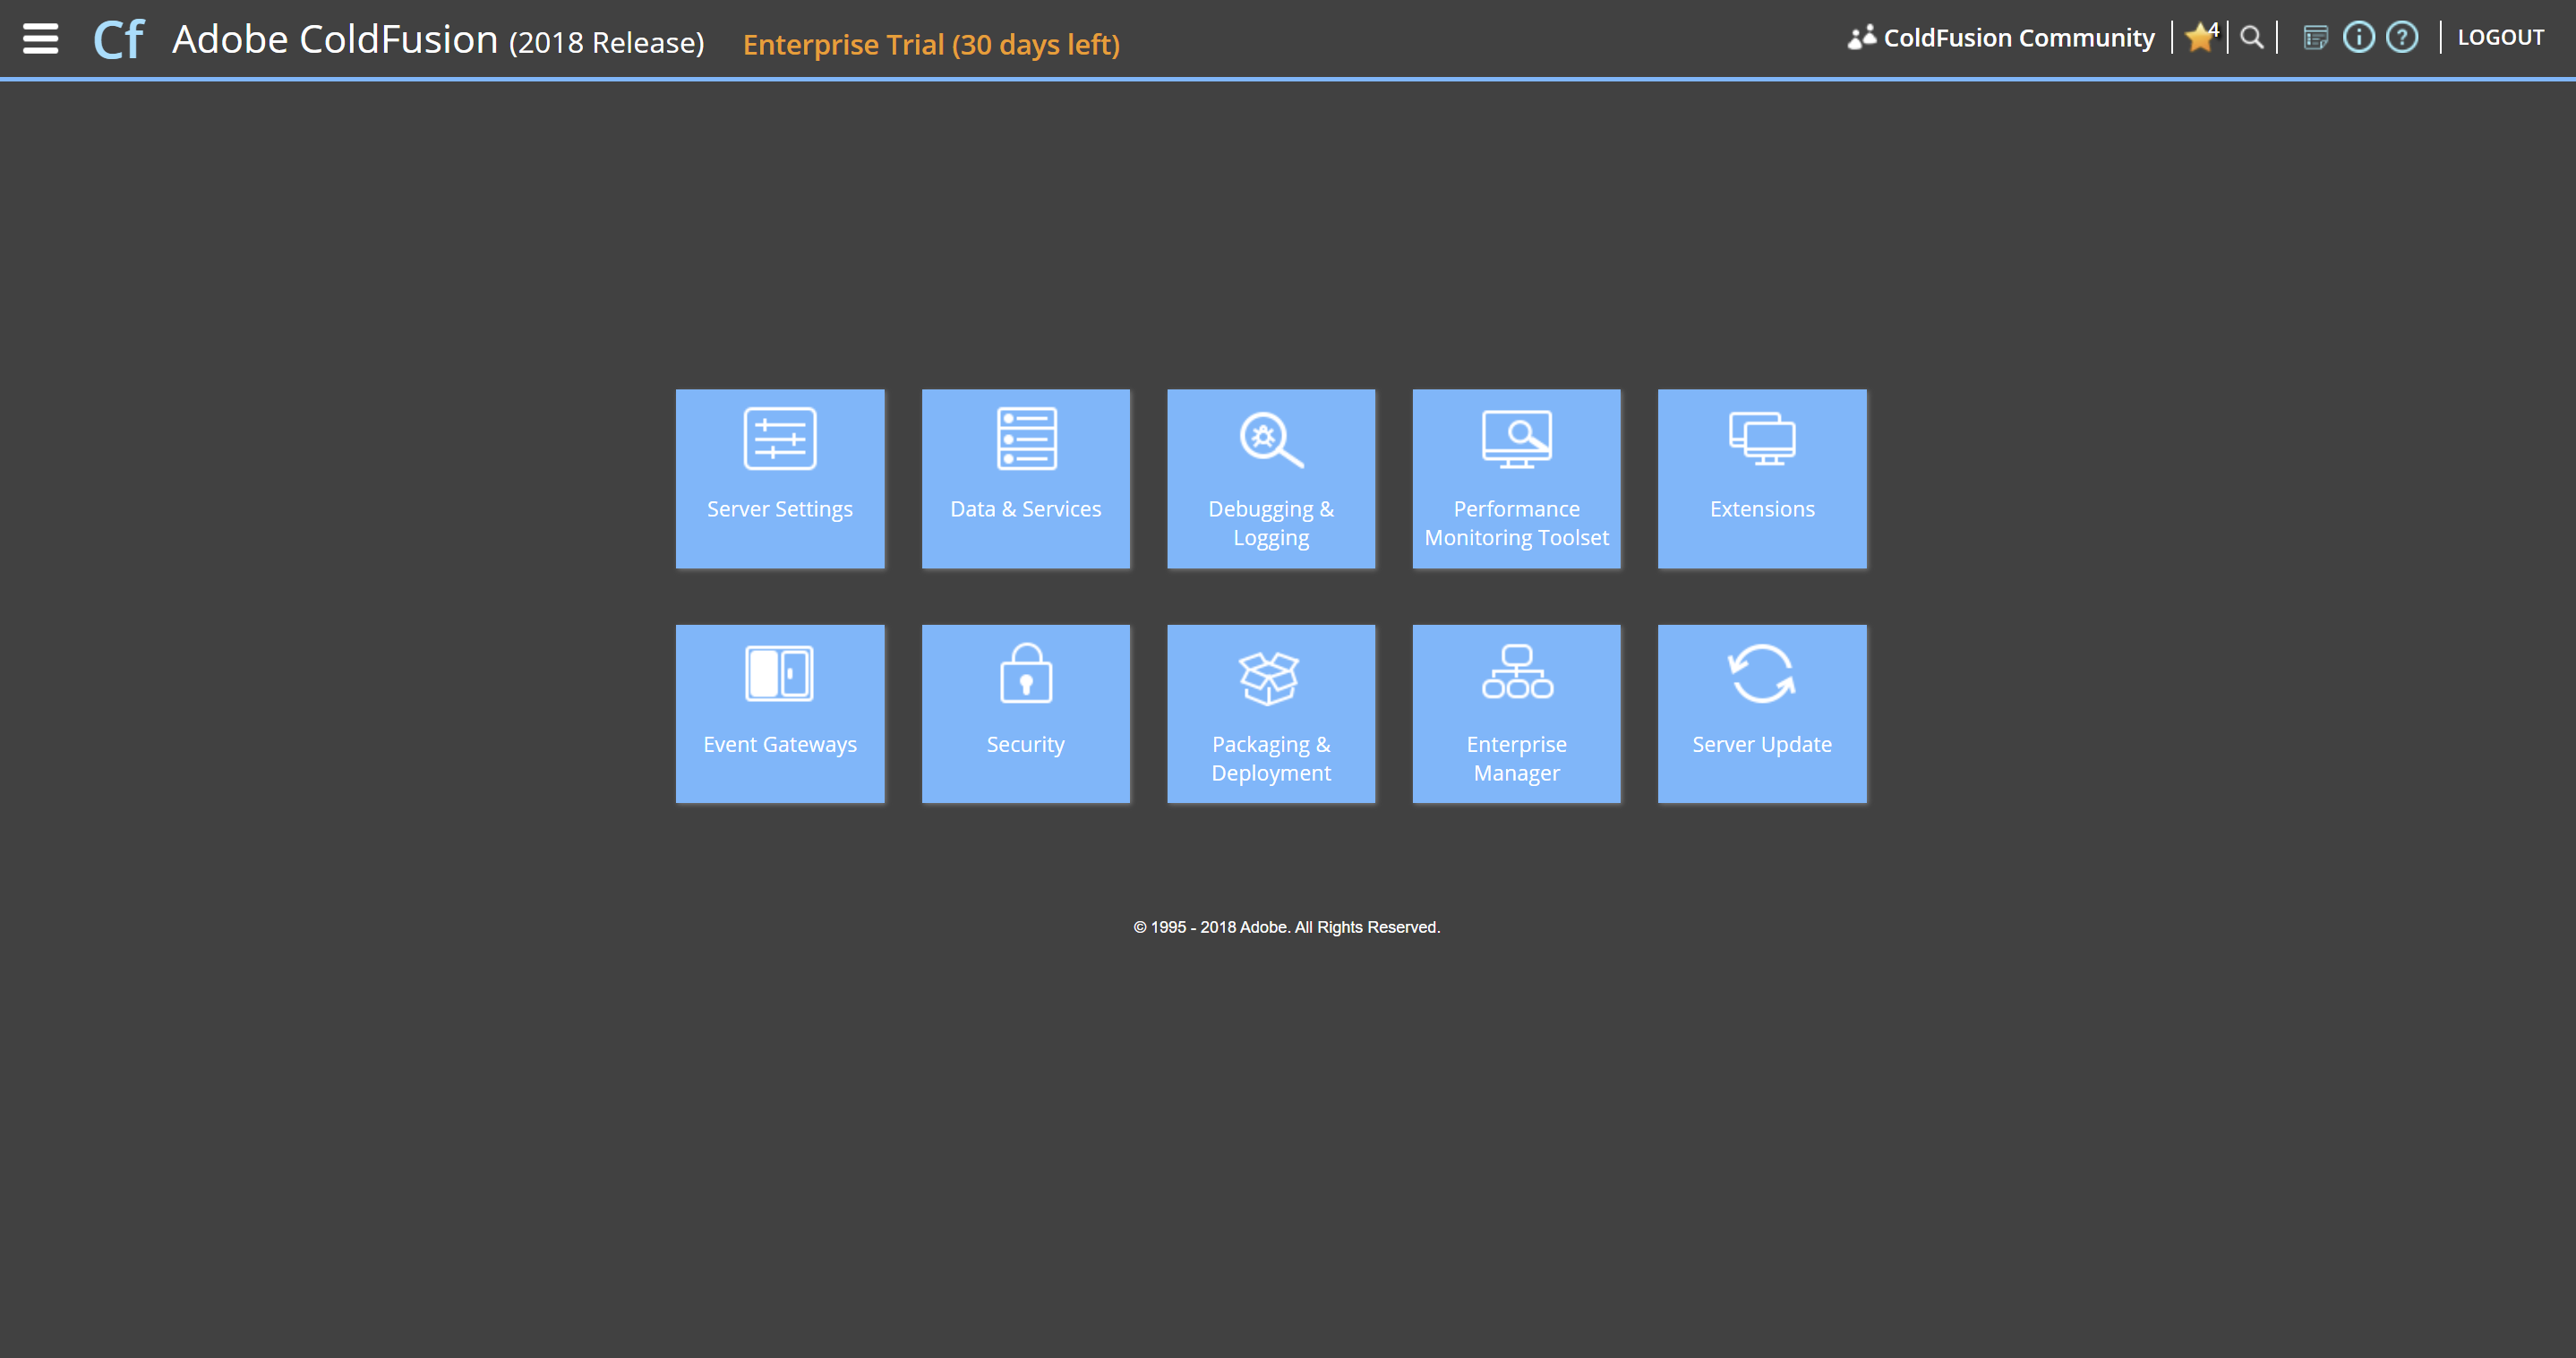 Cf Adobe ColdFusion (2018 Release) Enterprise Trial (30 days left) ColdFusion Community 4 LOGOUT
Server Settings
Data & Services
Debugging &
Logging
Performance
Monitoring Toolset
Extensions
Event Gateways
Security
Packaging &
Deployment
Enterprise
Manager
Server Update
© 1995 - 2018 Adobe. All Rights Reserved.